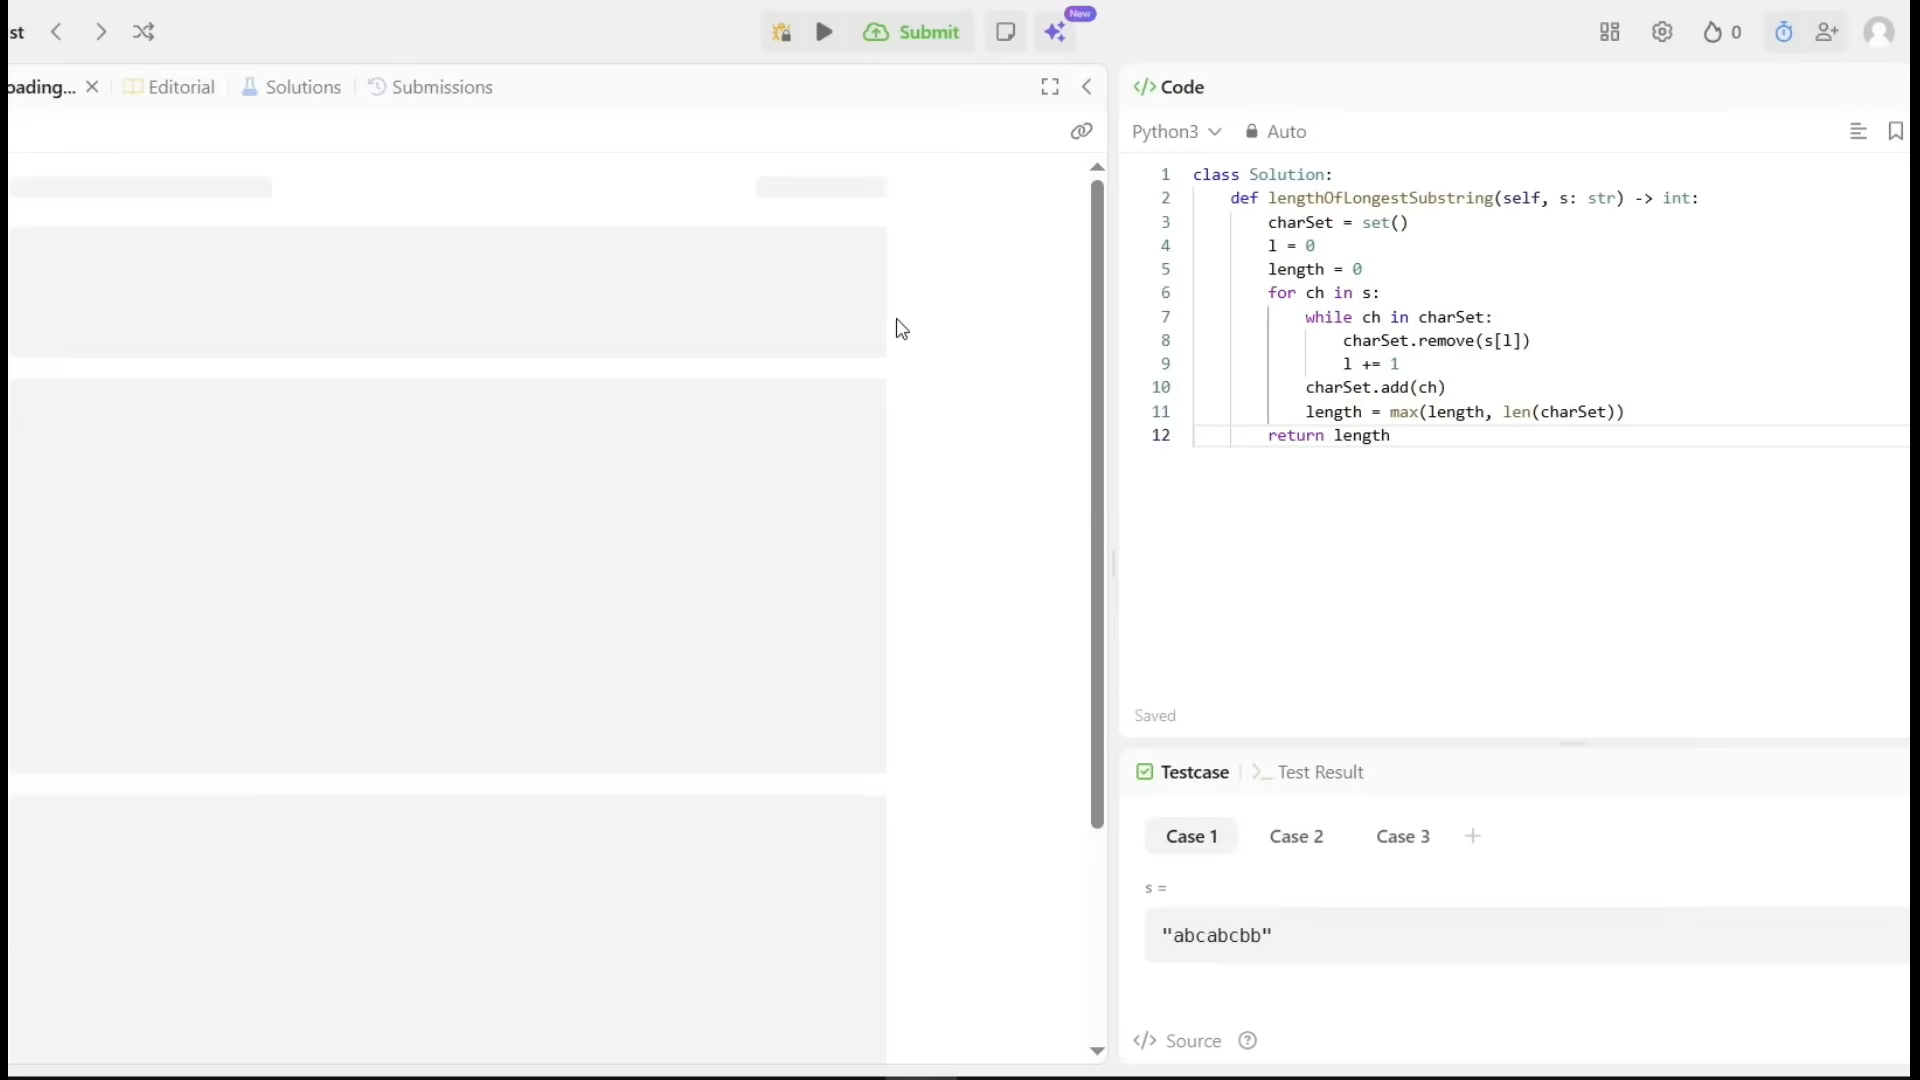 st
Submit
New
0
oading...
Editorial
Solutions
Submissions
</> Code
Python3
Auto
1 class Solution:
2 def lengthOfLongestSubstring(self, s: str) -> int:
3 charSet = set()
4 l = 0
5 length = 0
6 for ch in s:
7 while ch in charSet:
8 charSet.remove(s[l])
9 l += 1
10 charSet.add(ch)
11 length = max(length, len(charSet))
12 return length
Saved
Testcase
>_ Test Result
Case 1
Case 2
Case 3
+
s =
"abcabcbb"
</> Source ?